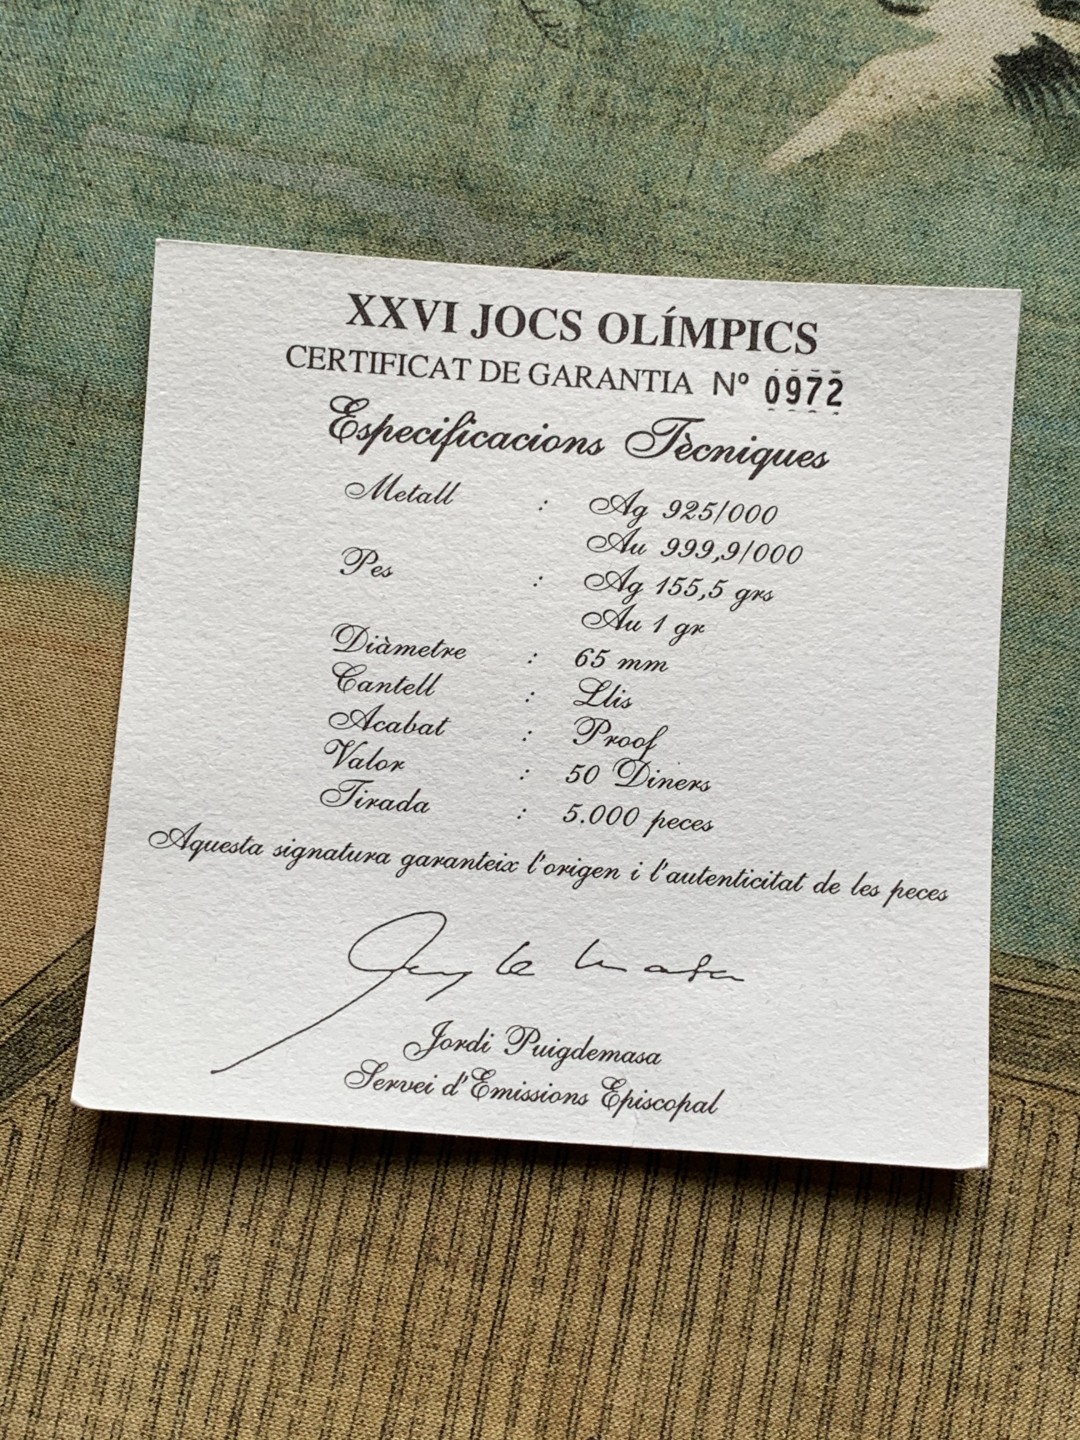 XXVI JOCS OLÍMPICS
CERTIFICAT DE GARANTIA Nº 0972
Especificacions Tècniques
Metall : Ag 925/000
Au 999,9/000
Pes : Ag 155,5 grs
Au 1 gr
Diàmetre : 65 mm
Cantell : Llis
Acabat : Proof
Valor : 50 Diners
Tirada : 5.000 peces
Aquesta signatura garanteix l'origen i l'autenticitat de les peces
Jordi Puigdemasa
Servei d'Emissions Episcopal